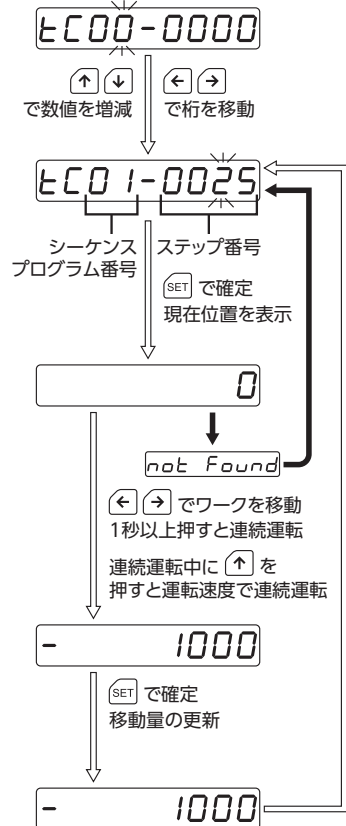 tC00-0000
↑ ↓ ← →
で数値を増減 で桁を移動
tC01-0025
シーケンス
プログラム番号
ステップ番号
SET で確定
現在位置を表示
0
not Found
← → でワークを移動
1秒以上押すと連続運転
連続運転中に ↑ を
押すと運転速度で連続運転
- 1000
SET で確定
移動量の更新
- 1000